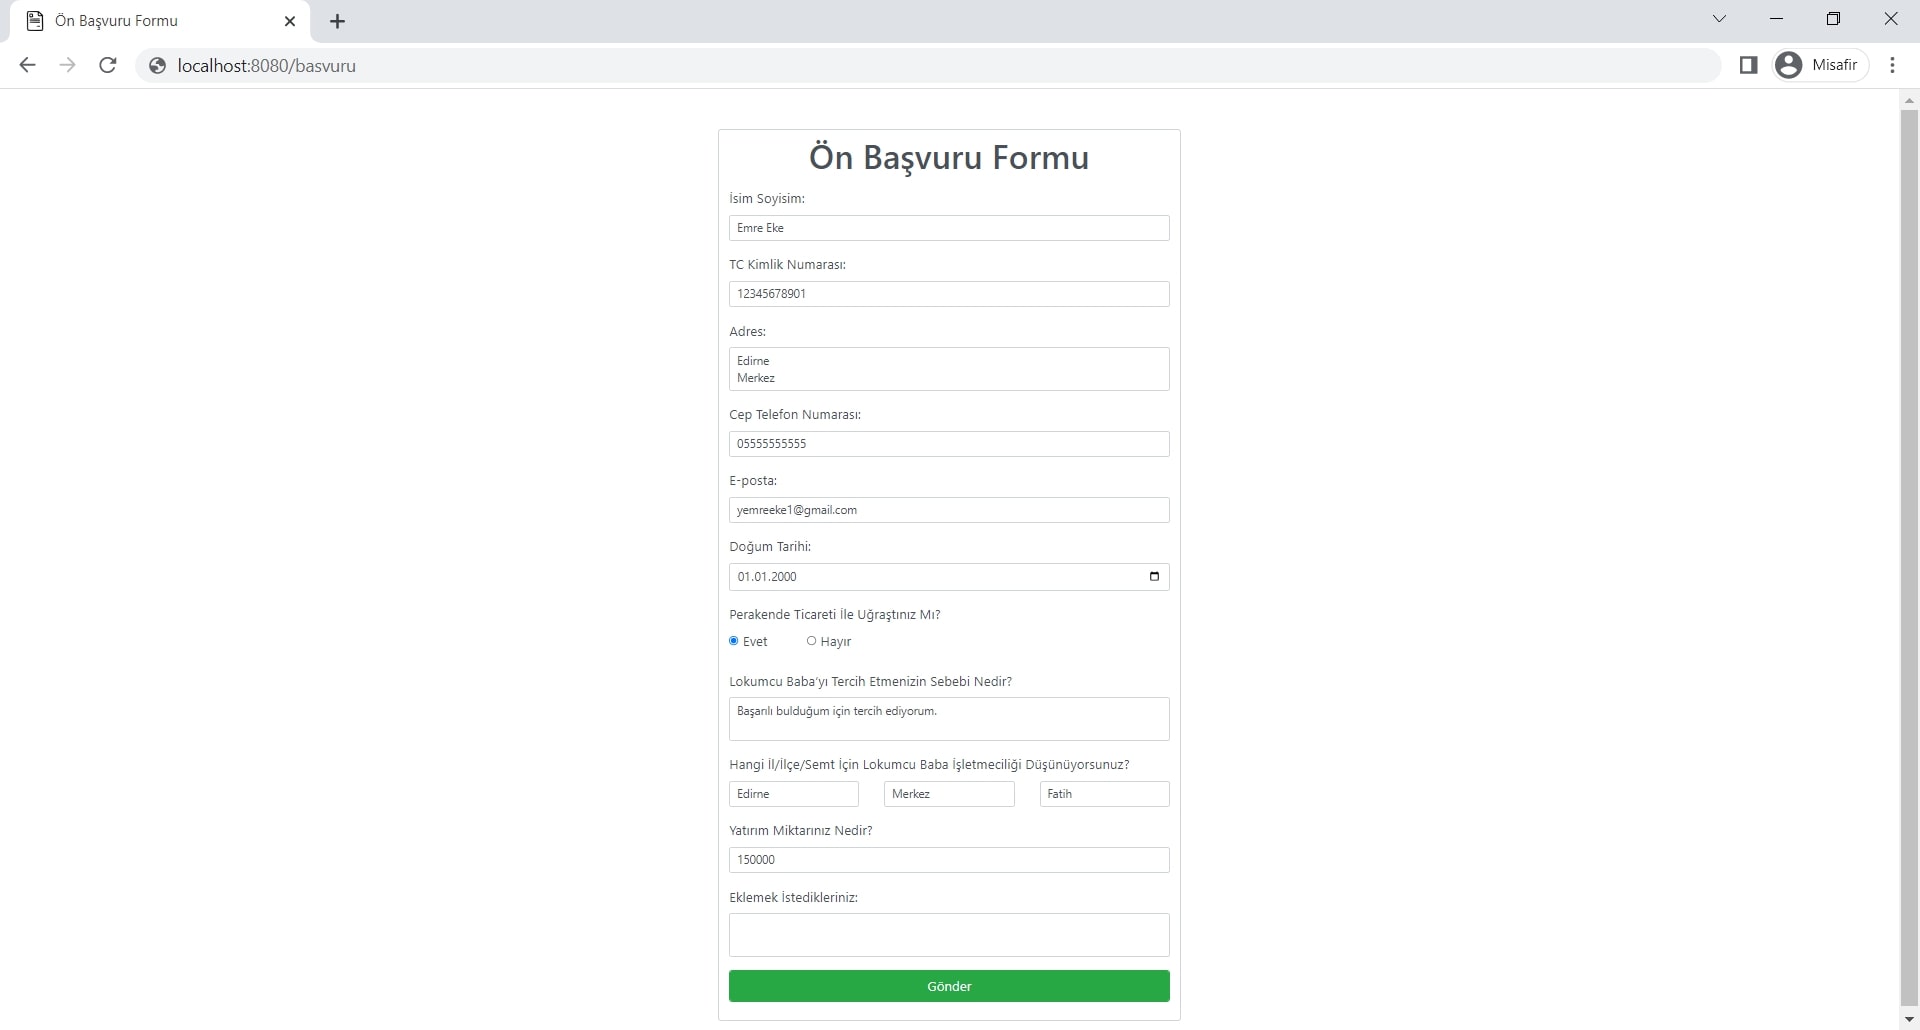 Ön Başvuru Formu
localhost:8080/basvuru
Misafir
Ön Başvuru Formu
İsim Soyisim:
Emre Eke
TC Kimlik Numarası:
12345678901
Adres:
Edirne
Merkez
Cep Telefon Numarası:
05555555555
E-posta:
yemreeke1@gmail.com
Doğum Tarihi:
01.01.2000
Perakende Ticareti İle Uğraştınız Mı?
Evet Hayır
Lokumcu Baba'yı Tercih Etmenizin Sebebi Nedir?
Başarılı bulduğum için tercih ediyorum.
Hangi İl/İlçe/Semt İçin Lokumcu Baba İşletmeciliği Düşünüyorsunuz?
Edirne Merkez Fatih
Yatırım Miktarınız Nedir?
150000
Eklemek İstedikleriniz:
Gönder